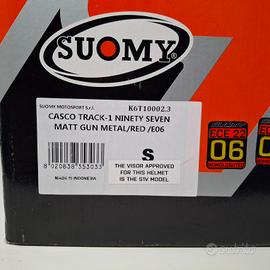 SUOMY
SUOMY MOTORSPORT S.r.l.
K6T10002.3
CASCO TRACK-1 NINETY SEVEN
MATT GUN METAL/RED /E06
8 020838 353033
MADE IN INDONESIA
S
THE VISOR APPROVED
FOR THIS HELMET
IS THE STV MODEL
ECE 22
06
HOMOLOGATED
subito